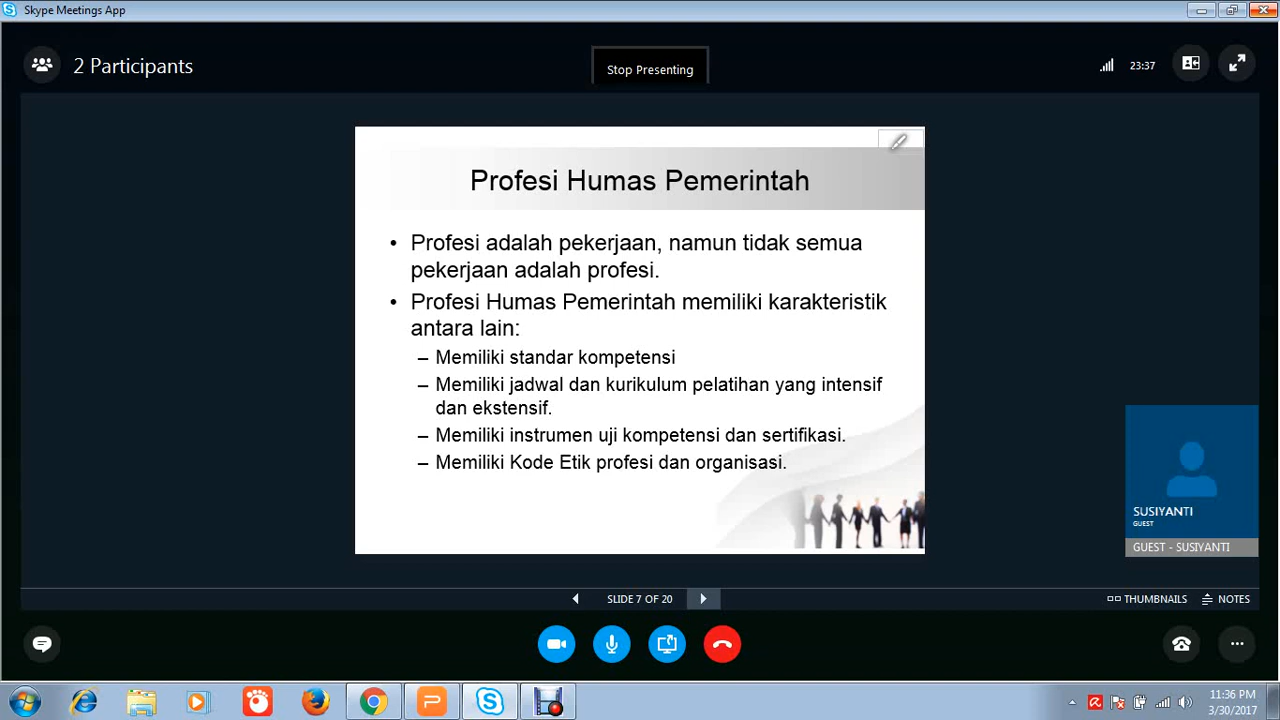 Skype Meetings App
2 Participants
Stop Presenting
23:37
Profesi Humas Pemerintah
• Profesi adalah pekerjaan, namun tidak semua
pekerjaan adalah profesi.
• Profesi Humas Pemerintah memiliki karakteristik
antara lain:
– Memiliki standar kompetensi
– Memiliki jadwal dan kurikulum pelatihan yang intensif
dan ekstensif.
– Memiliki instrumen uji kompetensi dan sertifikasi.
– Memiliki Kode Etik profesi dan organisasi.
SUSIYANTI
GUEST
GUEST - SUSIYANTI
SLIDE 7 OF 20
THUMBNAILS
NOTES
11:36 PM
3/30/2017